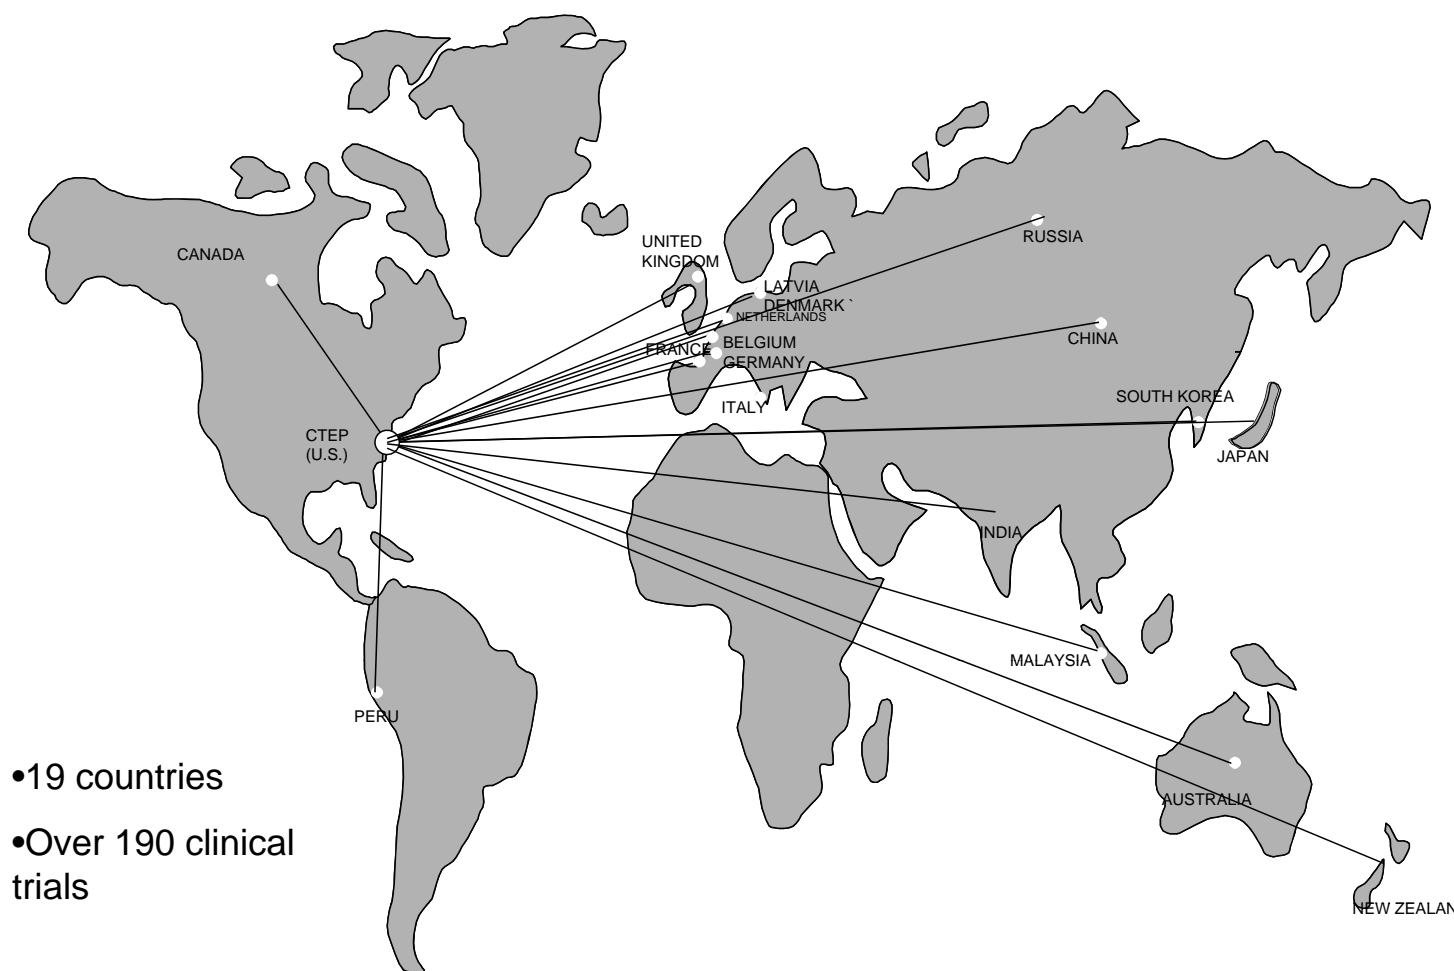 CANADA
UNITED
KINGDOM
RUSSIA
LATVIA
DENMARK `
NETHERLANDS
BELGIUM
FRANCE
GERMANY
CHINA
ITALY
SOUTH KOREA
JAPAN
CTEP
(U.S.)
INDIA
MALAYSIA
PERU
AUSTRALIA
NEW ZEALAN
•19 countries
•Over 190 clinical
trials